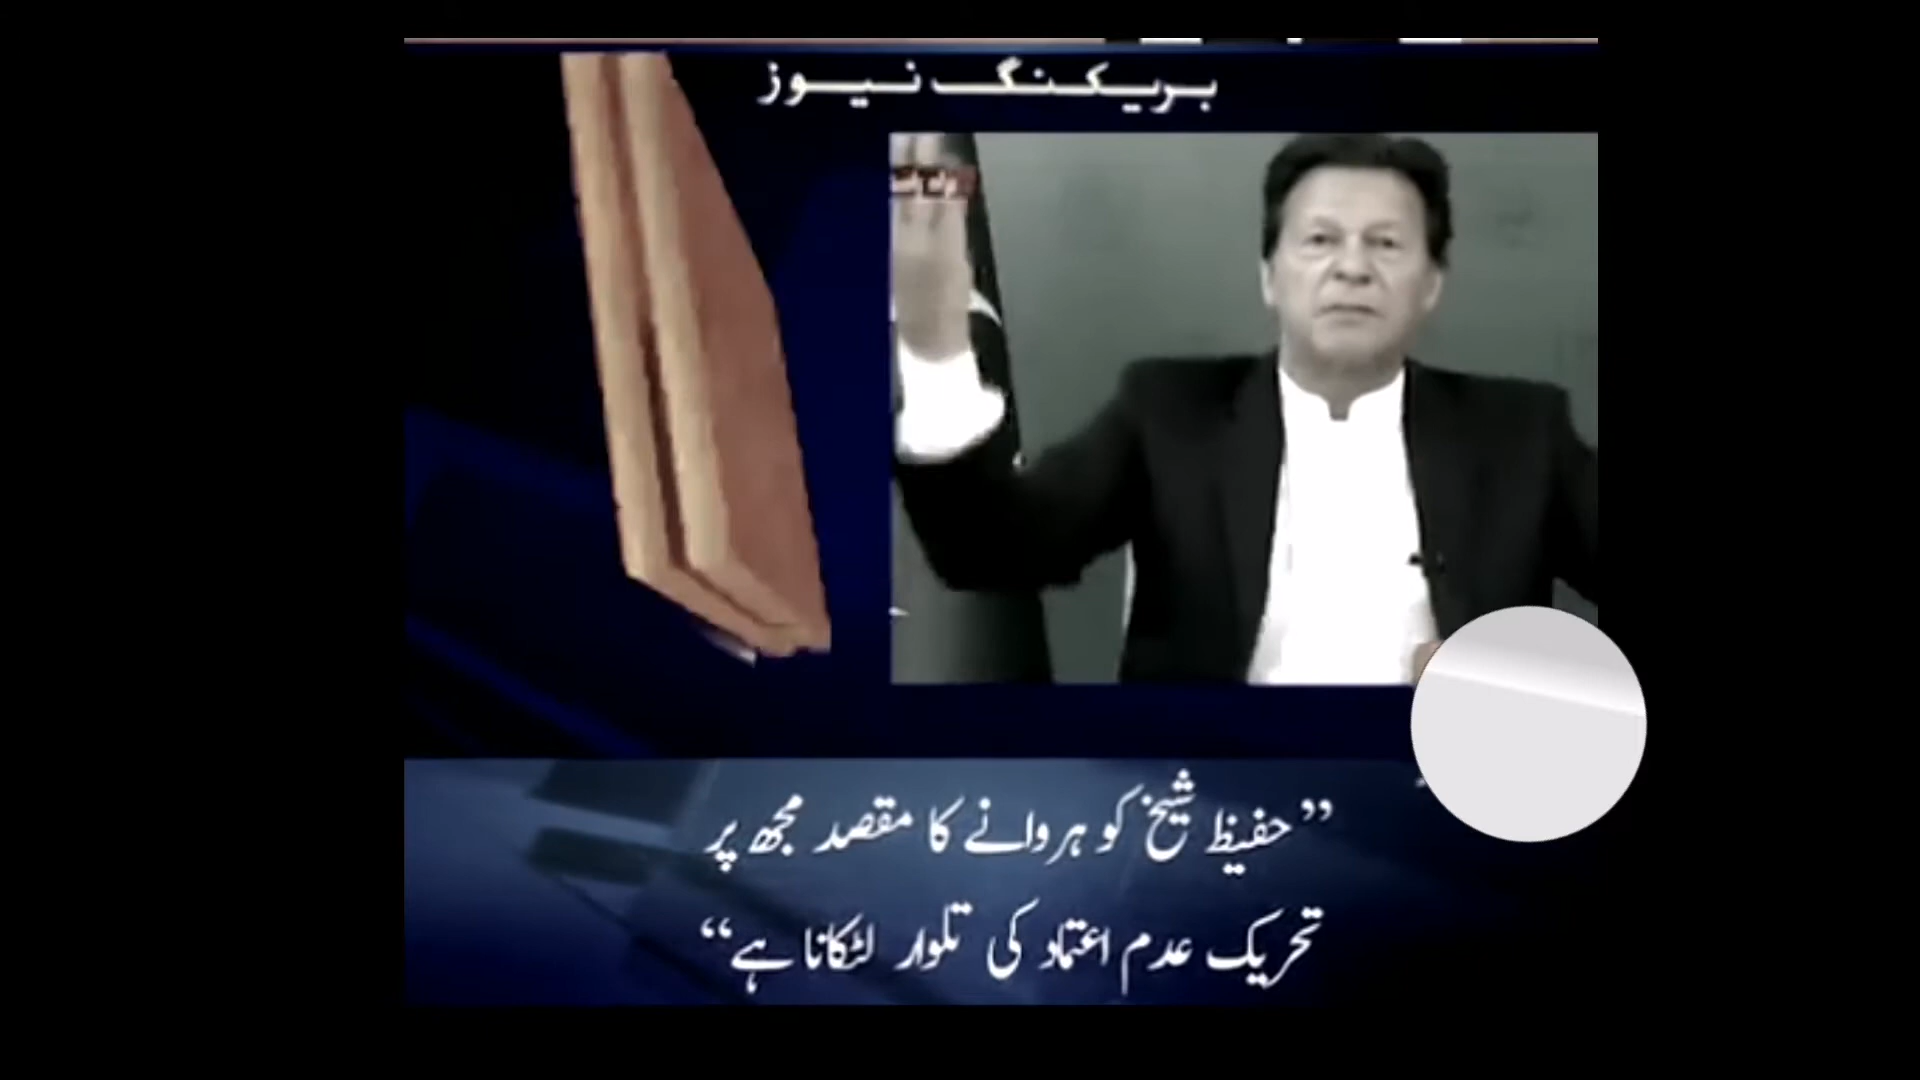 بریکنگ نیوز
”حفیظ شیخ کو ہروانے کا مقصد مجھ پر
تحریک عدم اعتماد کی تلوار لٹکانا ہے“